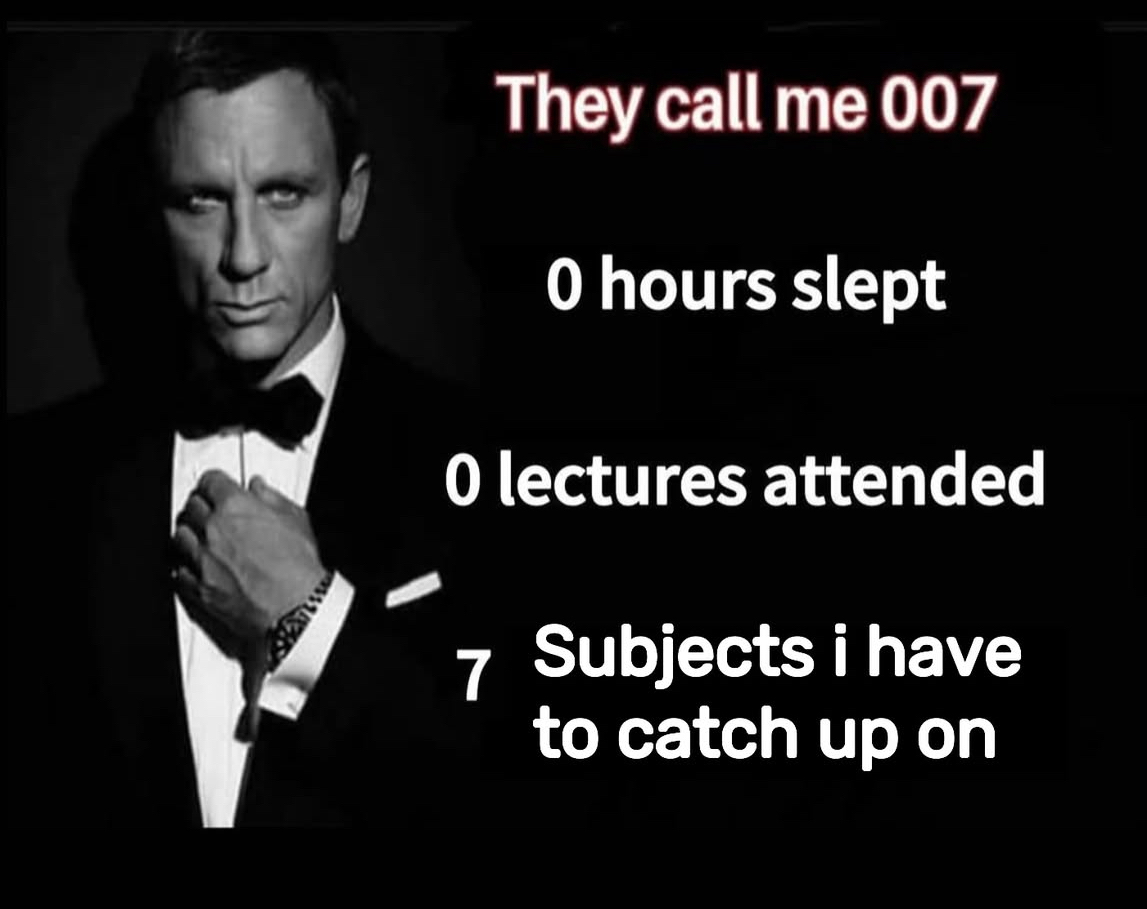 They call me 007
0 hours slept
0 lectures attended
7 Subjects i have
to catch up on